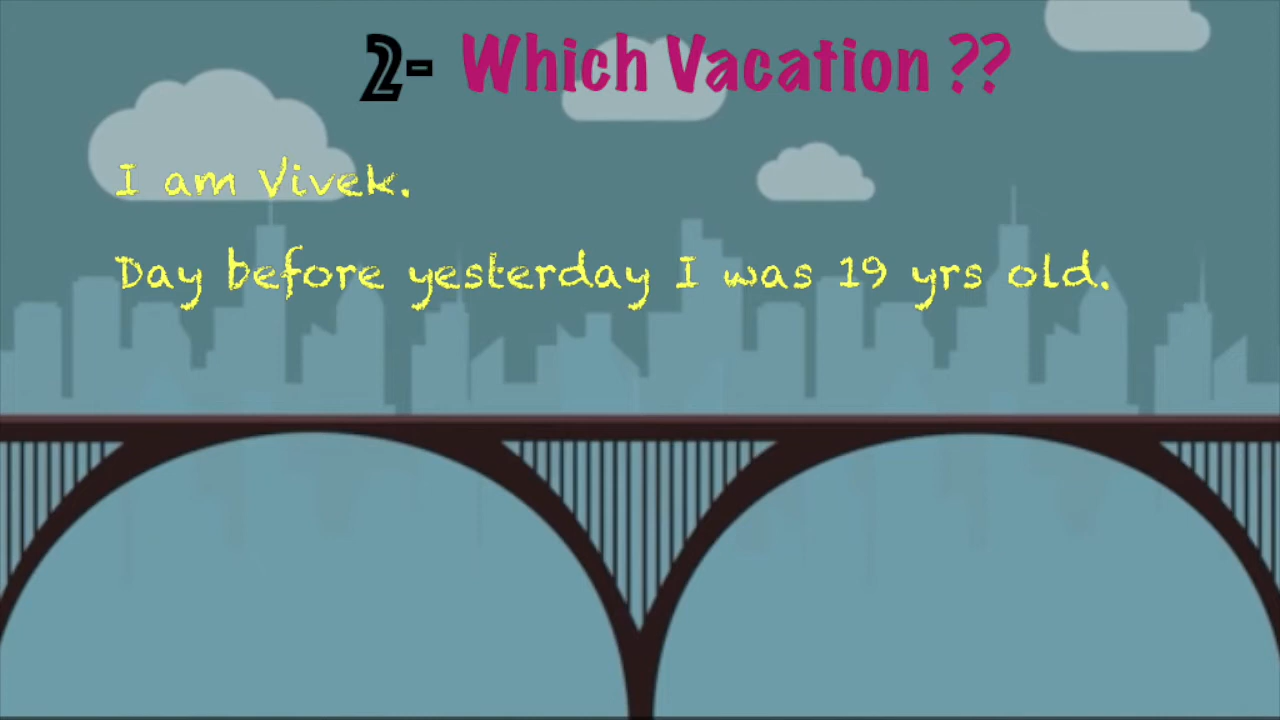 2- Which Vacation ??
I am Vivek.
Day before yesterday I was 19 yrs old.